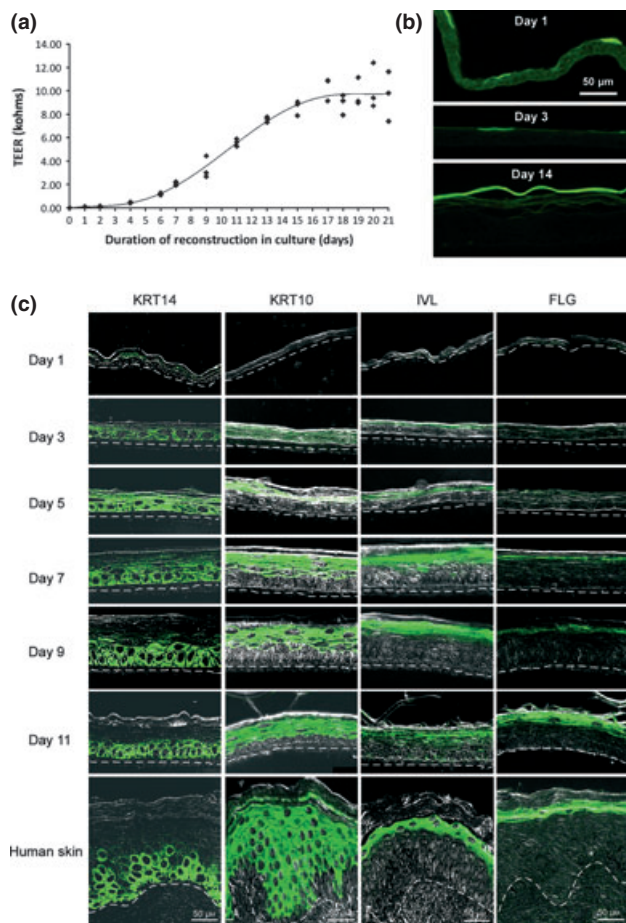 (a)
14.00
12.00
10.00
8.00
6.00
4.00
2.00
0.00
TEER (kohms)
0 1 2 3 4 5 6 7 8 9 10 11 12 13 14 15 16 17 18 19 20 21
Duration of reconstruction in culture (days)
(b)
Day 1
50 µm
Day 3
Day 14
(c)
KRT14 KRT10 IVL FLG
Day 1
Day 3
Day 5
Day 7
Day 9
Day 11
Human skin
50 µm
50 µm